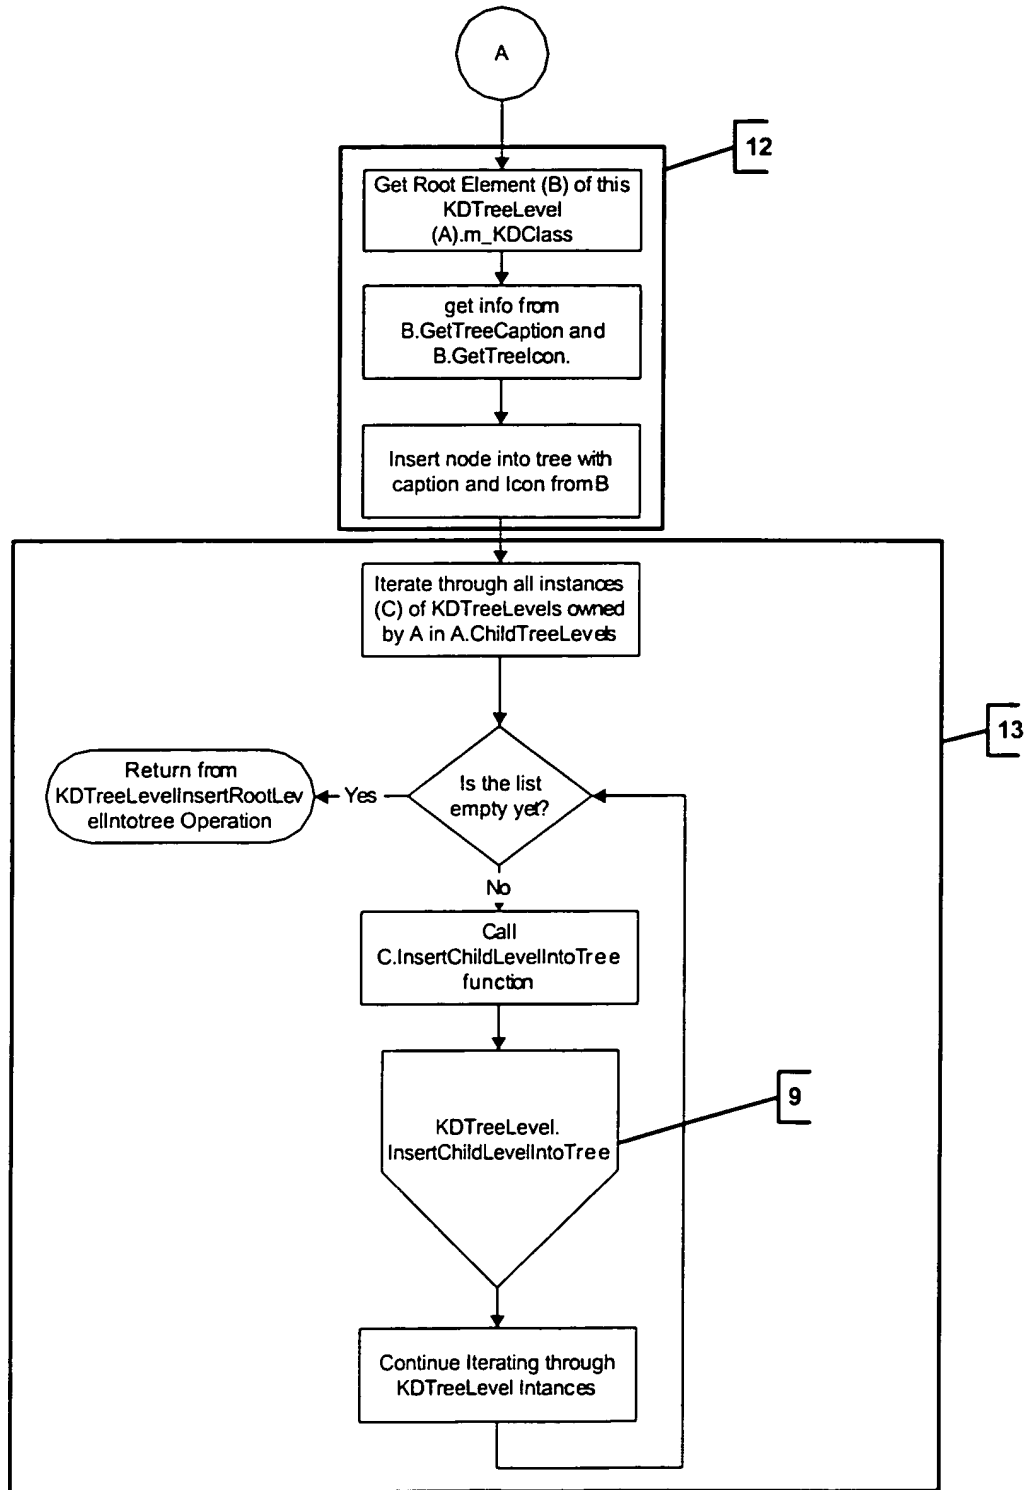 A
12
Get Root Element (B) of this
KDTreeLevel
(A).m_KDClass
get info from
B.GetTreeCaption and
B.GetTreeIcon.
Insert node into tree with
caption and Icon from B
Iterate through all instances
(C) of KDTreeLevels owned
by A in A.ChildTreeLevels
13
Return from
KDTreeLevelInsertRootLev
elIntotree Operation
Yes
Is the list
empty yet?
No
Call
C.InsertChildLevelIntoTree
function
9
KDTreeLevel.
InsertChildLevelIntoTree
Continue Iterating through
KDTreeLevel Intances